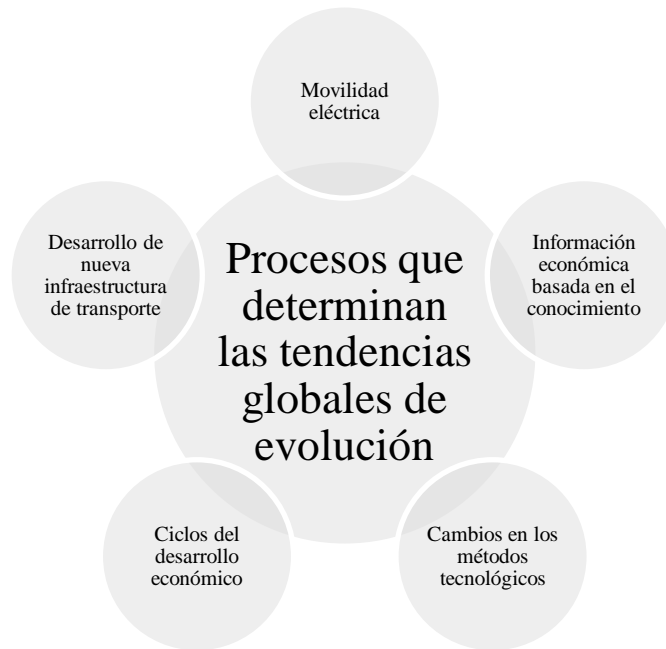 Movilidad
eléctrica
Desarrollo de
nueva
infraestructura
de transporte
Procesos que
determinan
las tendencias
globales de
evolución
Información
económica
basada en el
conocimiento
Ciclos del
desarrollo
económico
Cambios en los
métodos
tecnológicos